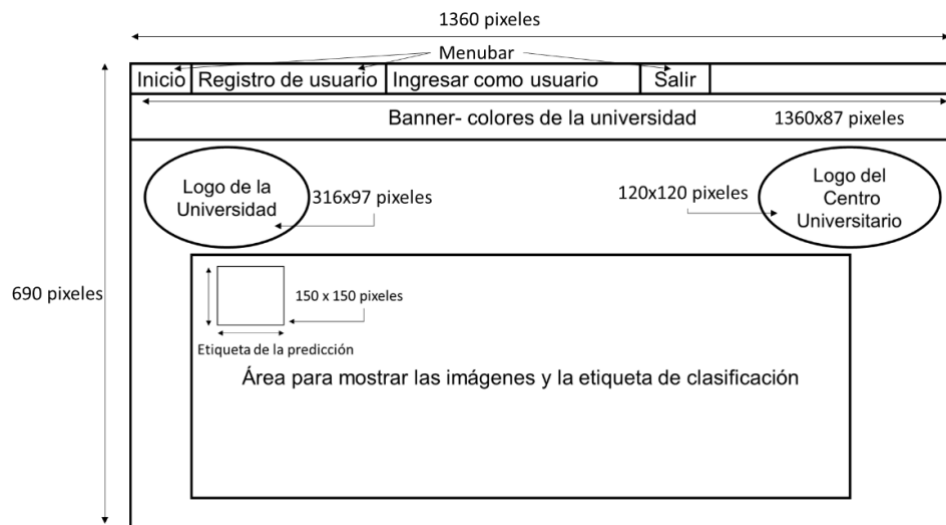 1360 pixeles
Menubar
Inicio
Registro de usuario
Ingresar como usuario
Salir
Banner- colores de la universidad
1360x87 pixeles
Logo de la
Universidad
316x97 pixeles
120x120 pixeles
Logo del
Centro
Universitario
690 pixeles
150 x 150 pixeles
Etiqueta de la predicción
Área para mostrar las imágenes y la etiqueta de clasificación